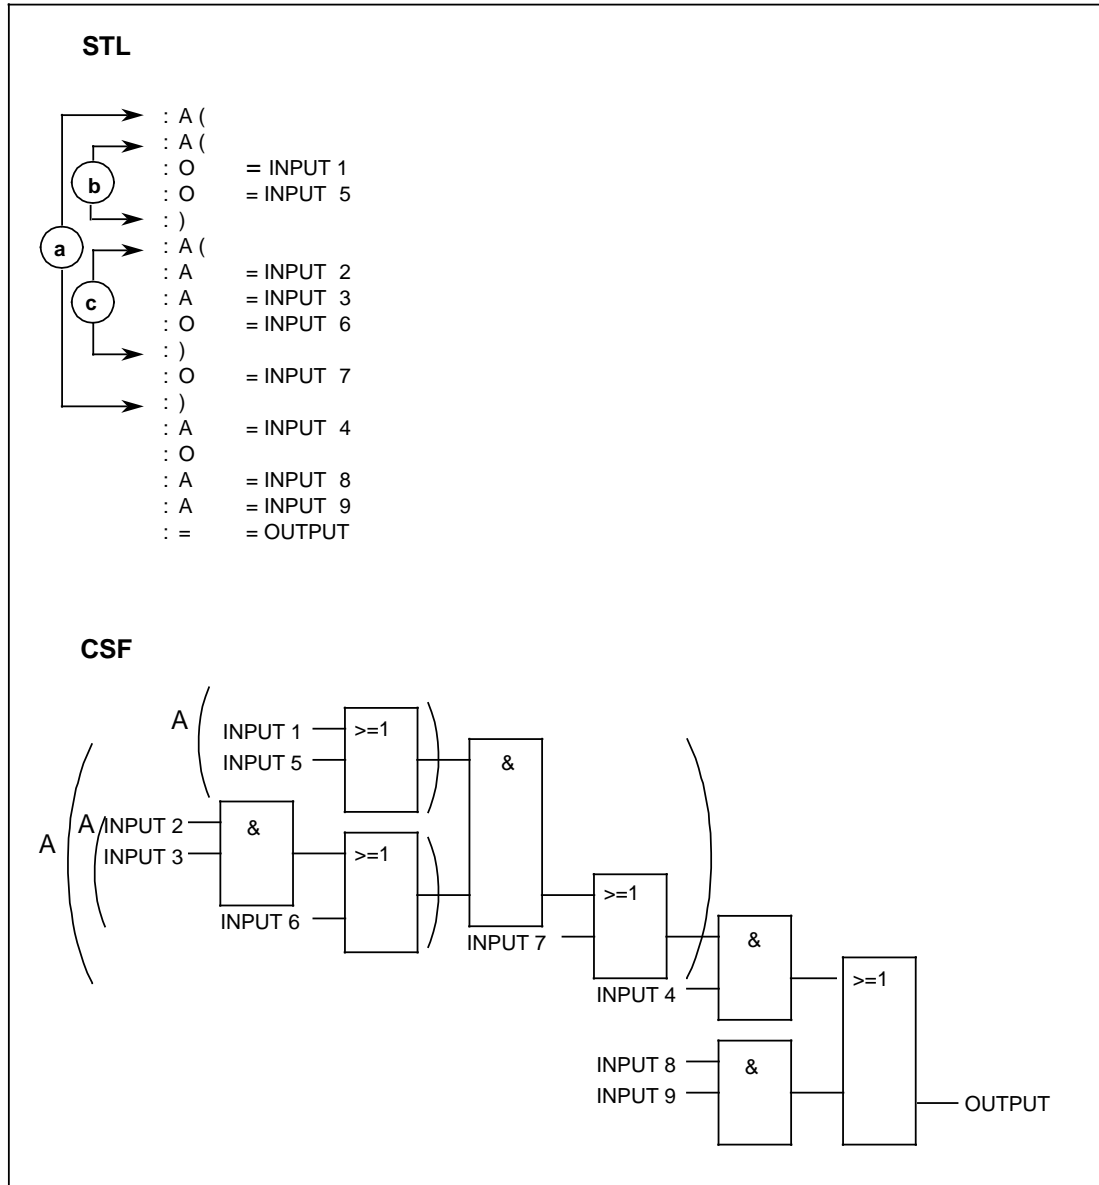 STL
: A (
: A (
: O = INPUT 1
b
: O = INPUT 5
: )
a
: A (
: A = INPUT 2
c
: A = INPUT 3
: O = INPUT 6
: )
: O = INPUT 7
: )
: A = INPUT 4
: O
: A = INPUT 8
: A = INPUT 9
: = = OUTPUT
CSF
A ( INPUT 1 >=1 )
INPUT 5 &
A ( A ( INPUT 2 &
INPUT 3 >=1 )
INPUT 6 >=1 )
INPUT 7 &
INPUT 4 >=1
INPUT 8 &
INPUT 9 OUTPUT